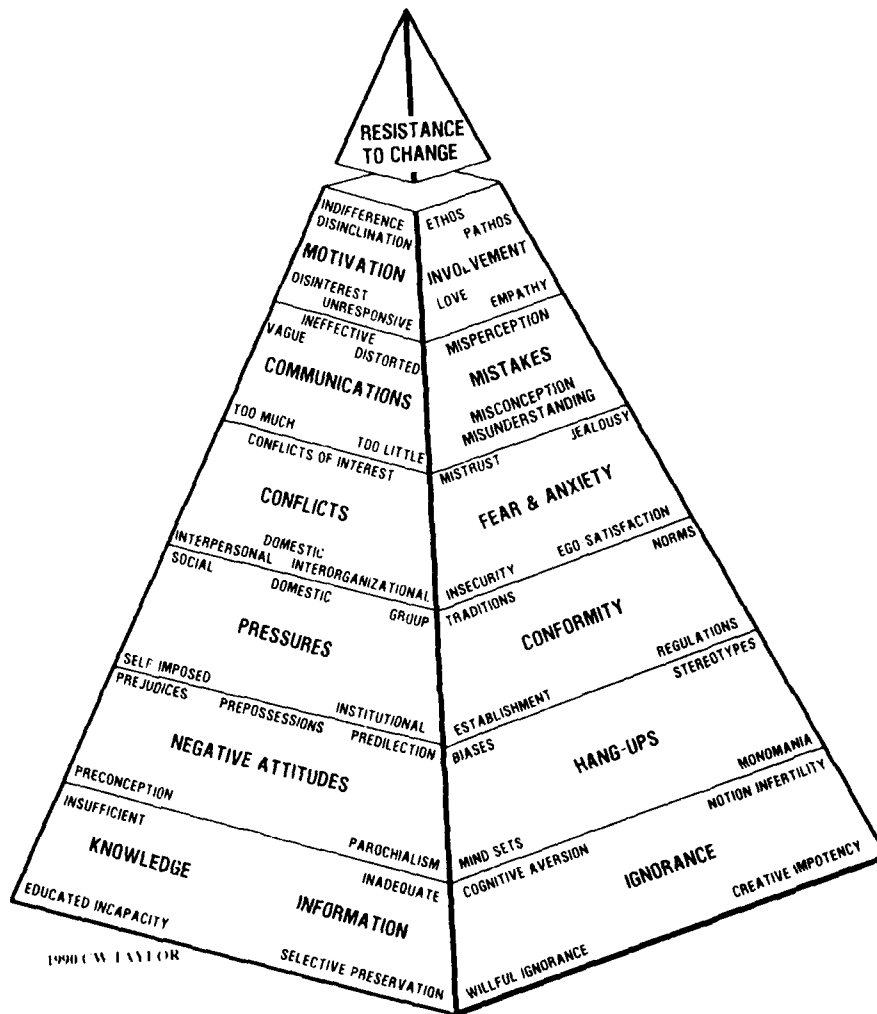 RESISTANCE
TO CHANGE
INDIFFERENCE
DISINCLINATION
MOTIVATION
DISINTEREST
UNRESPONSIVE
INEFFECTIVE
VAGUE
DISTORTED
COMMUNICATIONS
TOO MUCH
TOO LITTLE
CONFLICTS OF INTEREST
CONFLICTS
DOMESTIC
INTERPERSONAL
INTERORGANIZATIONAL
SOCIAL
DOMESTIC
GROUP
PRESSURES
SELF IMPOSED
INSTITUTIONAL
PREJUDICES
PREPOSSESSIONS
PREDILECTION
NEGATIVE ATTITUDES
PRECONCEPTION
PAROCHIALISM
INSUFFICIENT
INADEQUATE
KNOWLEDGE
INFORMATION
EDUCATED INCAPACITY
SELECTIVE PRESERVATION
ETHOS
PATHOS
INVOLVEMENT
LOVE
EMPATHY
MISPERCEPTION
MISTAKES
MISCONCEPTION
MISUNDERSTANDING
JEALOUSY
MISTRUST
FEAR & ANXIETY
EGO SATISFACTION
INSECURITY
NORMS
TRADITIONS
CONFORMITY
REGULATIONS
ESTABLISHMENT
STEREOTYPES
BIASES
HANG-UPS
MONOMANIA
MIND SETS
NOTION INFERTILITY
COGNITIVE AVERSION
IGNORANCE
CREATIVE IMPOTENCY
WILLFUL IGNORANCE
1990 CW TAYLOR